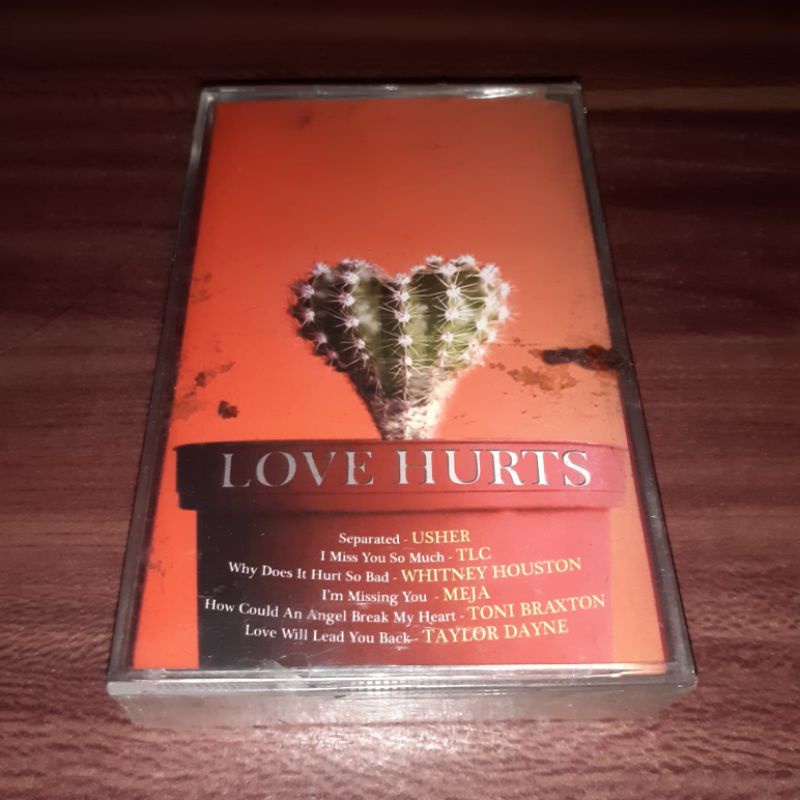 LOVE HURTS
Separated - USHER
I Miss You So Much - TLC
Why Does It Hurt So Bad - WHITNEY HOUSTON
I'm Missing You - MEJA
How Could An Angel Break My Heart - TONI BRAXTON
Love Will Lead You Back - TAYLOR DAYNE